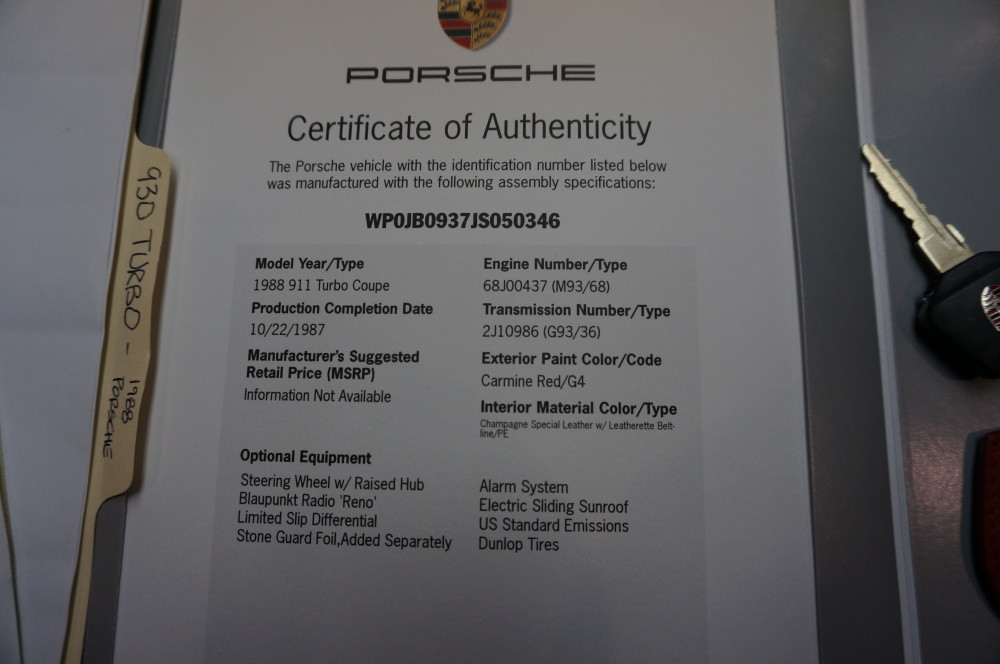 PORSCHE
Certificate of Authenticity
The Porsche vehicle with the identification number listed below
was manufactured with the following assembly specifications:
WP0JB0937JS050346
Model Year/Type
1988 911 Turbo Coupe
Production Completion Date
10/22/1987
Manufacturer's Suggested
Retail Price (MSRP)
Information Not Available
Engine Number/Type
68J00437 (M93/68)
Transmission Number/Type
2J10986 (G93/36)
Exterior Paint Color/Code
Carmine Red/G4
Interior Material Color/Type
Champagne Special Leather w/ Leatherette Belt-
line/PE
Optional Equipment
Steering Wheel w/ Raised Hub
Blaupunkt Radio 'Reno'
Limited Slip Differential
Stone Guard Foil,Added Separately
Alarm System
Electric Sliding Sunroof
US Standard Emissions
Dunlop Tires
930 TURBO - 1988
PORSCHE